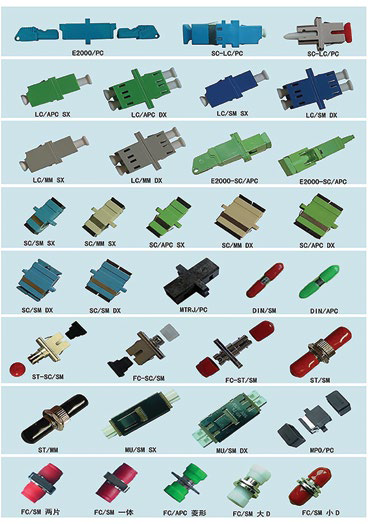 E2000/PC SC-LC/PC SC-LC/PC
LC/APC SX LC/APC DX LC/SM SX LC/SM DX
LC/MM SX LC/MM DX E2000-SC/APC E2000-SC/APC
SC/SM SX SC/MM SX SC/APC SX SC/MM DX SC/APC DX
SC/SM DX SC/SM DX MTRJ/PC DIN/SM DIN/APC
ST-SC/SM FC-SC/SM FC-ST/SM ST/SM
ST/MM MU/SM SX MU/SM DX MPO/PC
FC/SM 两片 FC/SM 一体 FC/APC 变形 FC/SM 大D FC/SM 小D